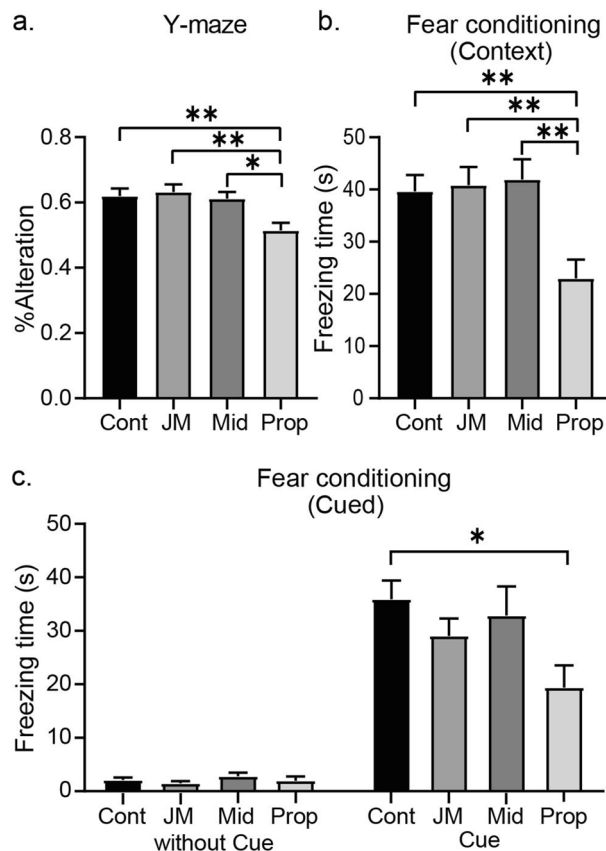 a.
Y-maze
**
**
*
%Alteration
0.8
0.6
0.4
0.2
0.0
Cont JM Mid Prop
b.
Fear conditioning
(Context)
**
**
**
Freezing time (s)
50
40
30
20
10
0
Cont JM Mid Prop
c.
Fear conditioning
(Cued)
*
Freezing time (s)
50
40
30
20
10
0
Cont JM Mid Prop
without Cue
Cont JM Mid Prop
Cue